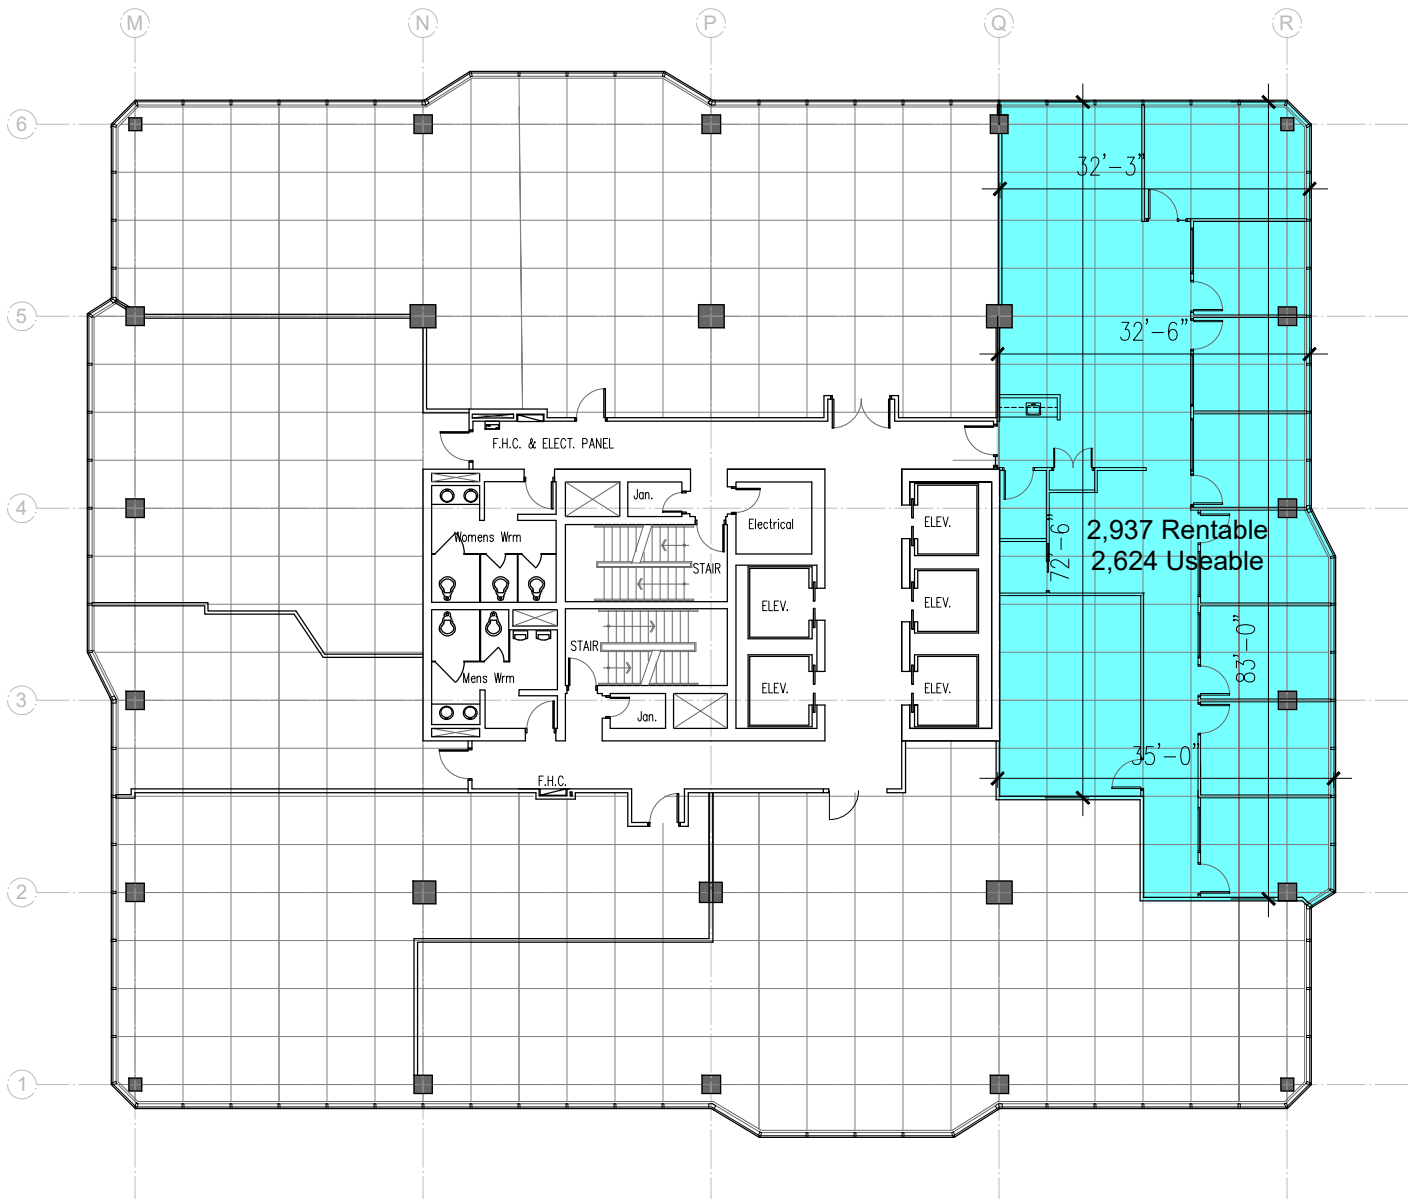 M N P Q R
6
32'-3"
5
32'-6"
F.H.C. & ELECT. PANEL
Jan.
4
Electrical
ELEV.
2,937 Rentable
Womens Wrm
72'-6"
2,624 Useable
STAIR
ELEV.
ELEV.
STAIR
83'-0"
Mens Wrm
ELEV.
ELEV.
3
Jan.
35'-0"
F.H.C.
2
1